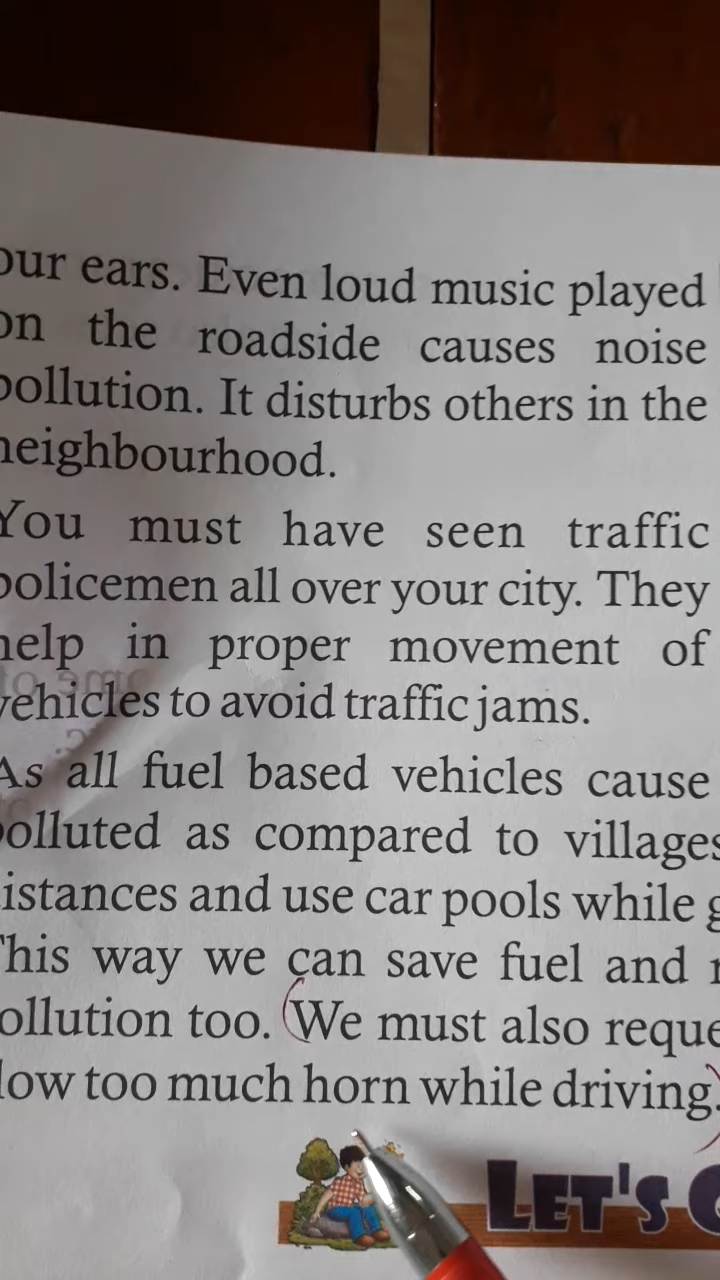 our ears. Even loud music played
on the roadside causes noise
pollution. It disturbs others in the
neighbourhood.
You must have seen traffic
policemen all over your city. They
help in proper movement of
vehicles to avoid traffic jams.
As all fuel based vehicles cause
polluted as compared to villages
istances and use car pools while g
This way we can save fuel and r
ollution too. (We must also reque
low too much horn while driving.)
LET'S